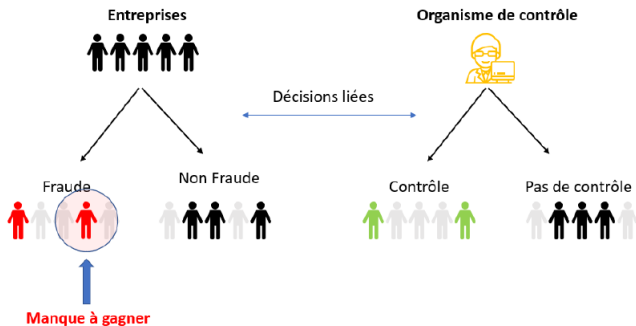 Entreprises
Organisme de contrôle
Décisions liées
Fraude
Non Fraude
Contrôle
Pas de contrôle
Manque à gagner